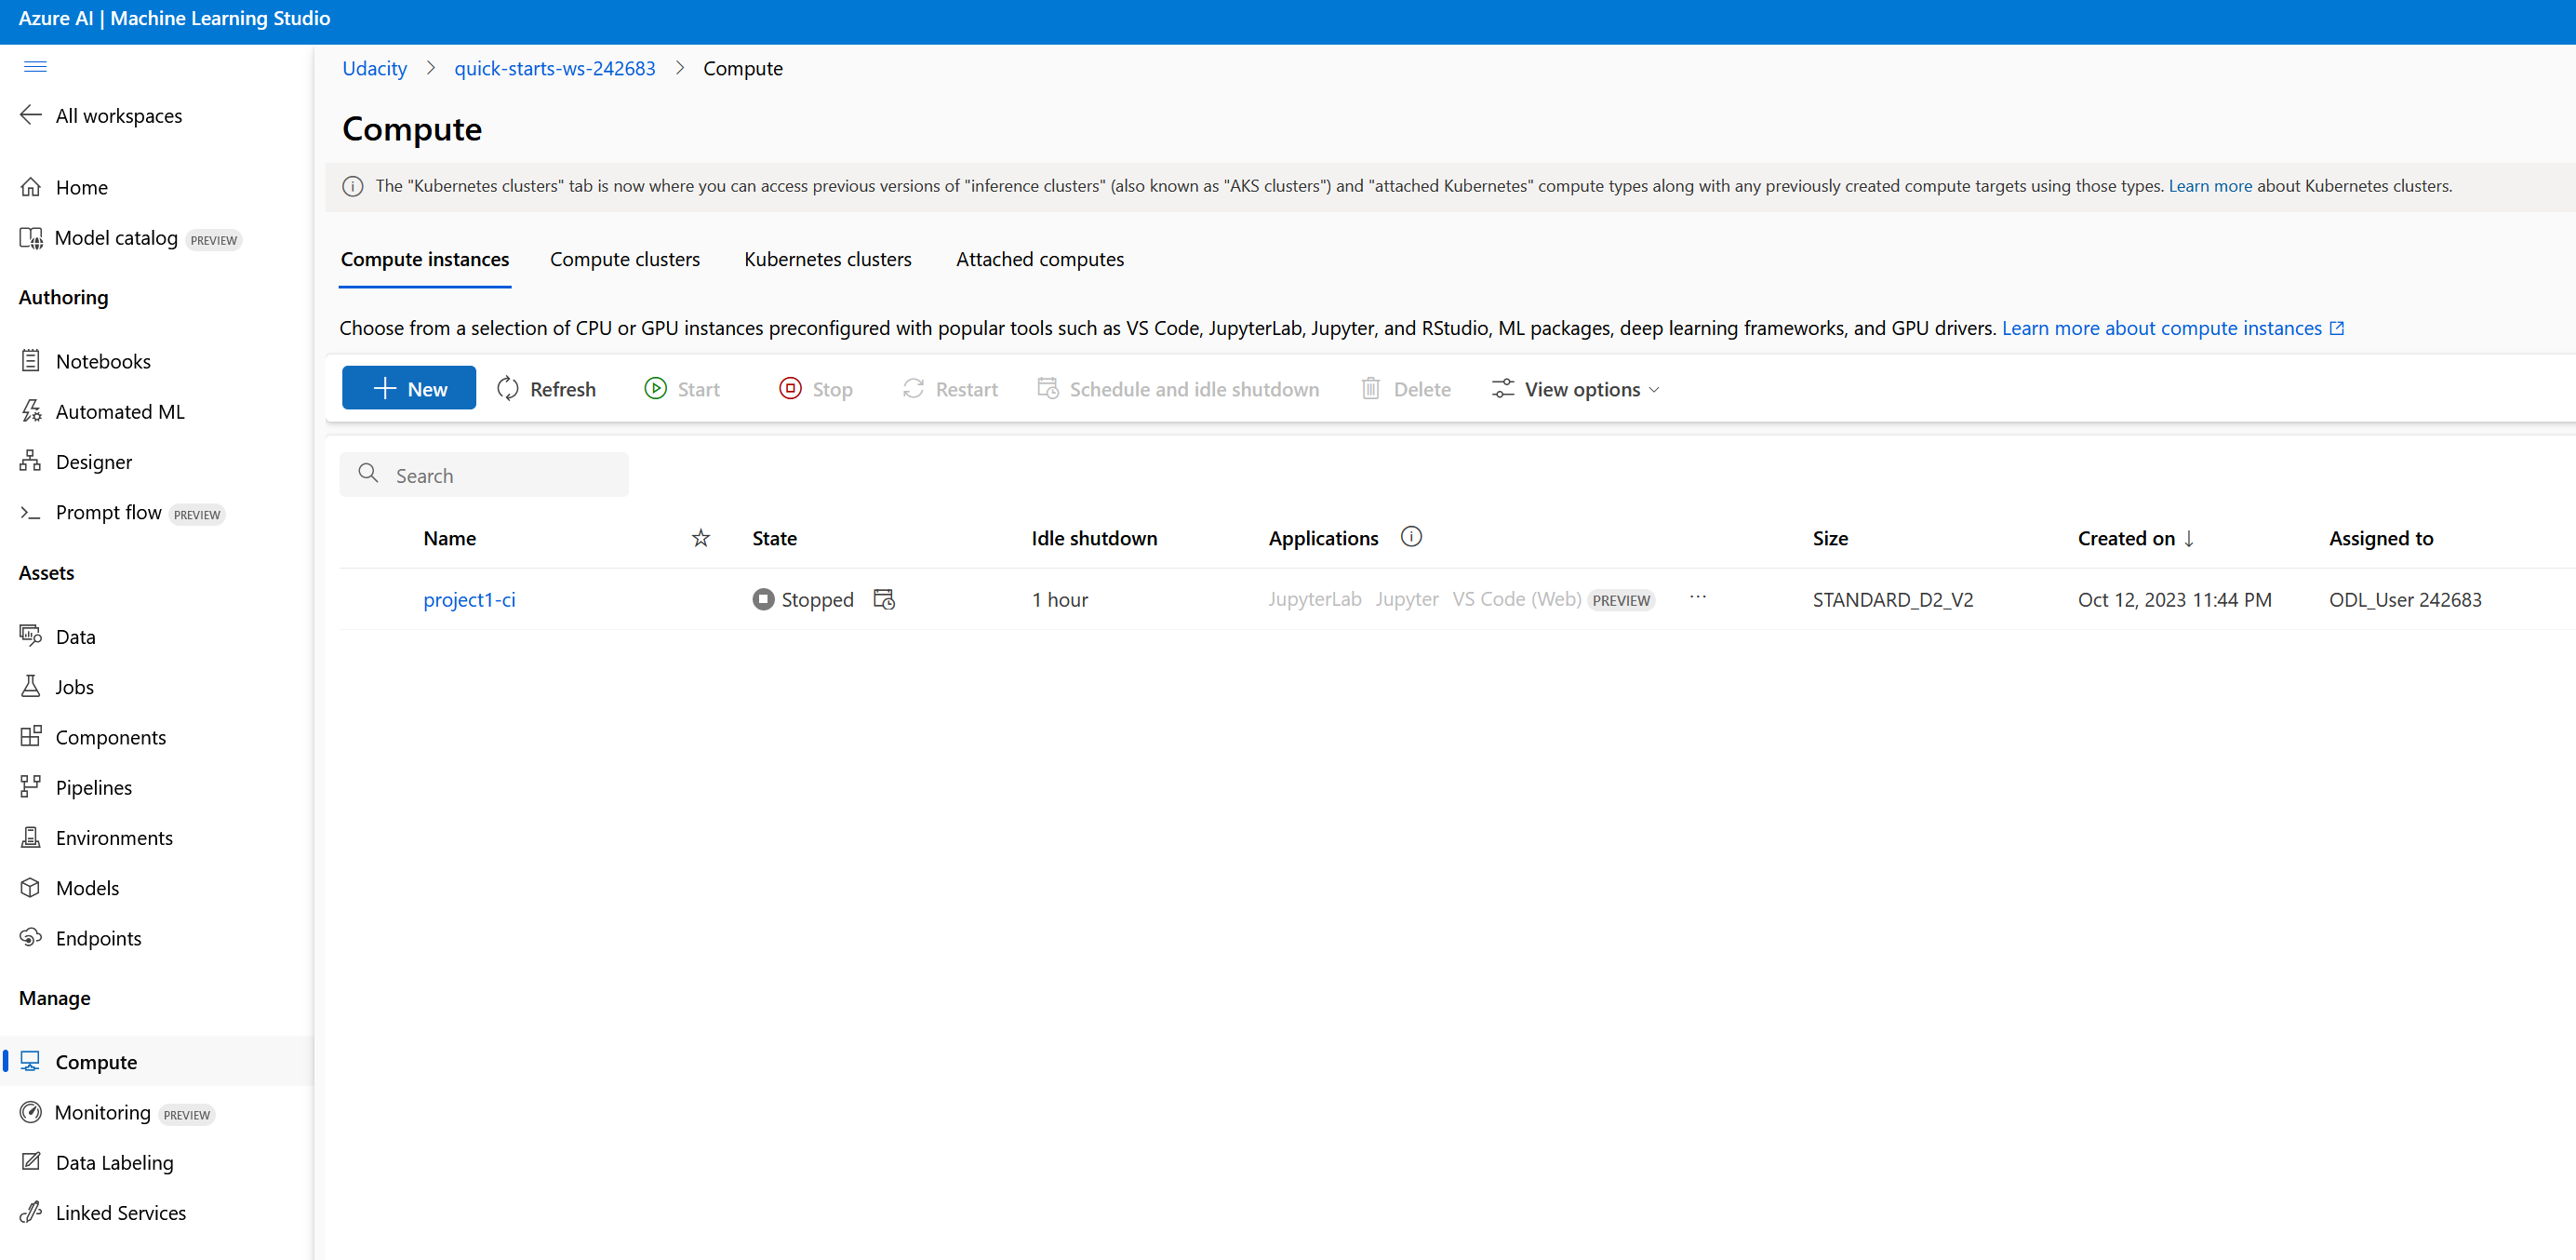 Azure AI | Machine Learning Studio
All workspaces
Home
Model catalog PREVIEW
Authoring
Notebooks
Automated ML
Designer
Prompt flow PREVIEW
Assets
Data
Jobs
Components
Pipelines
Environments
Models
Endpoints
Manage
Compute
Monitoring PREVIEW
Data Labeling
Linked Services
Udacity > quick-starts-ws-242683 > Compute
Compute
The "Kubernetes clusters" tab is now where you can access previous versions of "inference clusters" (also known as "AKS clusters") and "attached Kubernetes" compute types along with any previously created compute targets using those types. Learn more about Kubernetes clusters.
Compute instances Compute clusters Kubernetes clusters Attached computes
Choose from a selection of CPU or GPU instances preconfigured with popular tools such as VS Code, JupyterLab, Jupyter, and RStudio, ML packages, deep learning frameworks, and GPU drivers. Learn more about compute instances
New Refresh Start Stop Restart Schedule and idle shutdown Delete View options
Search
Name State Idle shutdown Applications Size Created on ↓ Assigned to
project1-ci Stopped 1 hour JupyterLab Jupyter VS Code (Web) PREVIEW ... STANDARD_D2_V2 Oct 12, 2023 11:44 PM ODL_User 242683